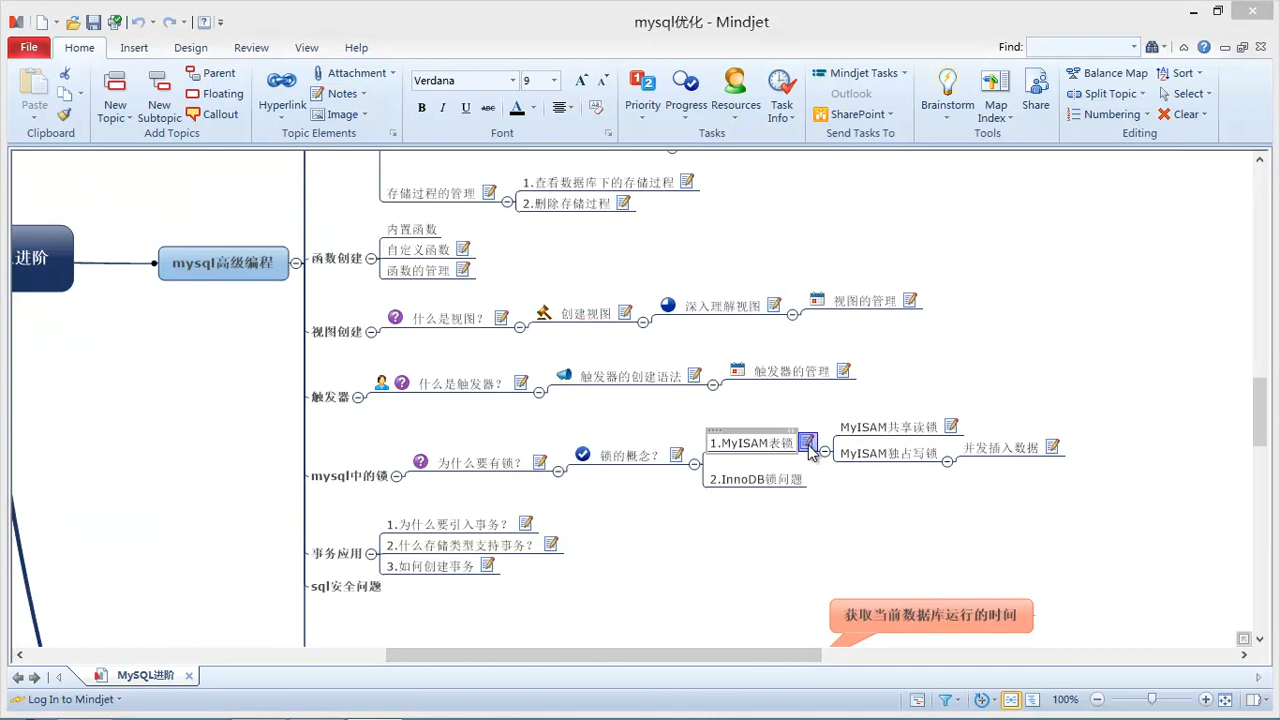 mysql优化 - Mindjet
File
Home
Insert
Design
Review
View
Help
Find:
Paste
Clipboard
New Topic
New Subtopic
Parent
Floating
Callout
Add Topics
Hyperlink
Attachment
Notes
Image
Topic Elements
Verdana
9
B I U abc A
Font
Priority
Progress
Resources
Task Info
Tasks
Mindjet Tasks
Outlook
SharePoint
Send Tasks To
Brainstorm
Map Index
Share
Tools
Balance Map
Split Topic
Numbering
Sort
Select
Clear
Editing
进阶
mysql高级编程
存储过程的管理
1.查看数据库下的存储过程
2.删除存储过程
函数创建
内置函数
自定义函数
函数的管理
视图创建
什么是视图?
创建视图
深入理解视图
视图的管理
触发器
什么是触发器?
触发器的创建语法
触发器的管理
mysql中的锁
为什么要有锁?
锁的概念?
1.MyISAM表锁
MyISAM共享读锁
MyISAM独占写锁
并发插入数据
2.InnoDB锁问题
事务应用
1.为什么要引入事务?
2.什么存储类型支持事务?
3.如何创建事务
sql安全问题
获取当前数据库运行的时间
MySQL进阶
Log In to Mindjet
100%